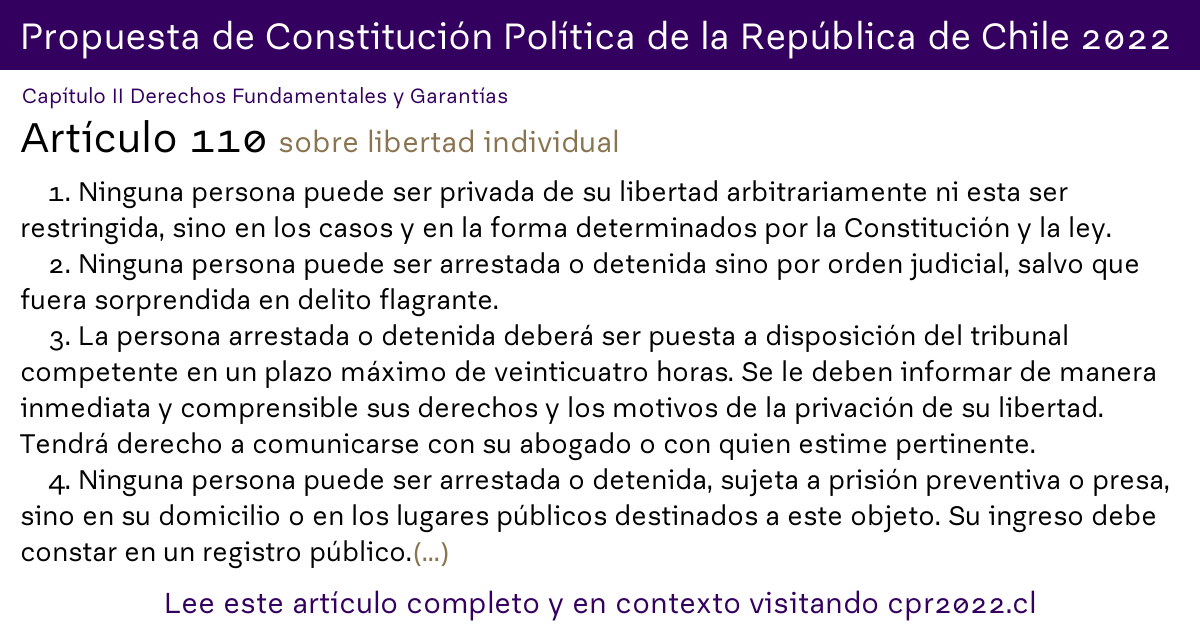 Propuesta de Constitución Política de la República de Chile 2022
Capítulo II Derechos Fundamentales y Garantías
Artículo 110 sobre libertad individual
1. Ninguna persona puede ser privada de su libertad arbitrariamente ni esta ser
restringida, sino en los casos y en la forma determinados por la Constitución y la ley.
2. Ninguna persona puede ser arrestada o detenida sino por orden judicial, salvo que
fuera sorprendida en delito flagrante.
3. La persona arrestada o detenida deberá ser puesta a disposición del tribunal
competente en un plazo máximo de veinticuatro horas. Se le deben informar de manera
inmediata y comprensible sus derechos y los motivos de la privación de su libertad.
Tendrá derecho a comunicarse con su abogado o con quien estime pertinente.
4. Ninguna persona puede ser arrestada o detenida, sujeta a prisión preventiva o presa,
sino en su domicilio o en los lugares públicos destinados a este objeto. Su ingreso debe
constar en un registro público.(...)
Lee este artículo completo y en contexto visitando cpr2022.cl